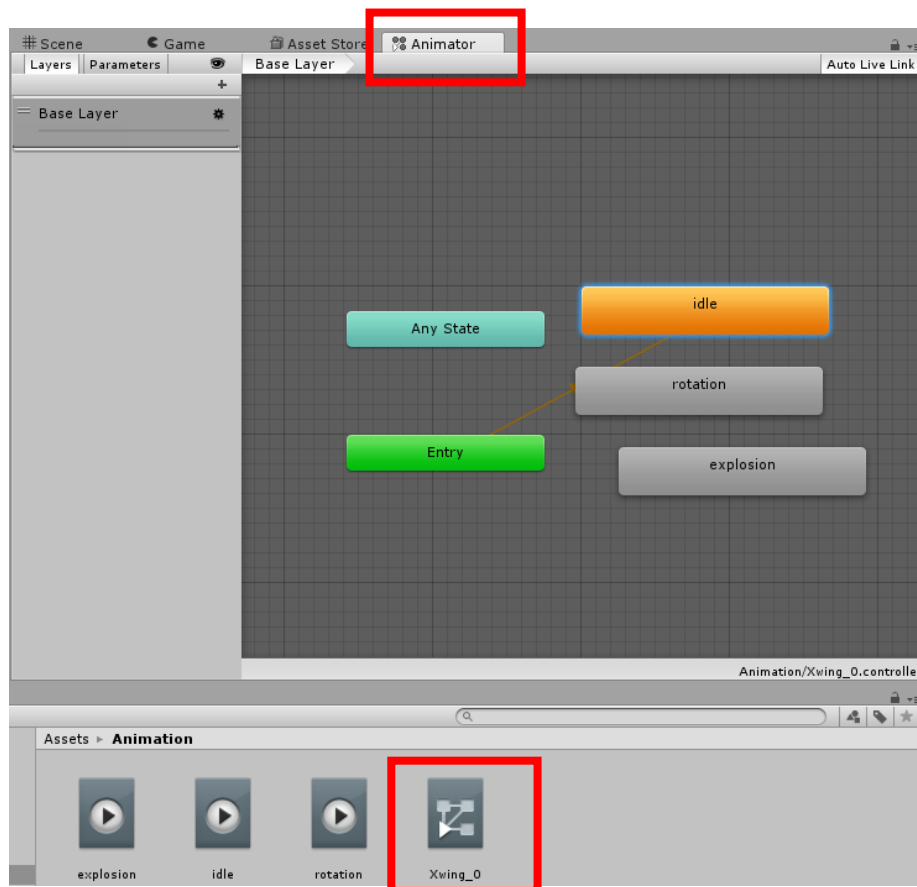 Scene Game Asset Store Animator
Layers Parameters Base Layer Auto Live Link
+
Base Layer
idle
Any State
rotation
Entry
explosion
Animation/Xwing_0.controlle
Assets ▸ Animation
explosion idle rotation Xwing_0